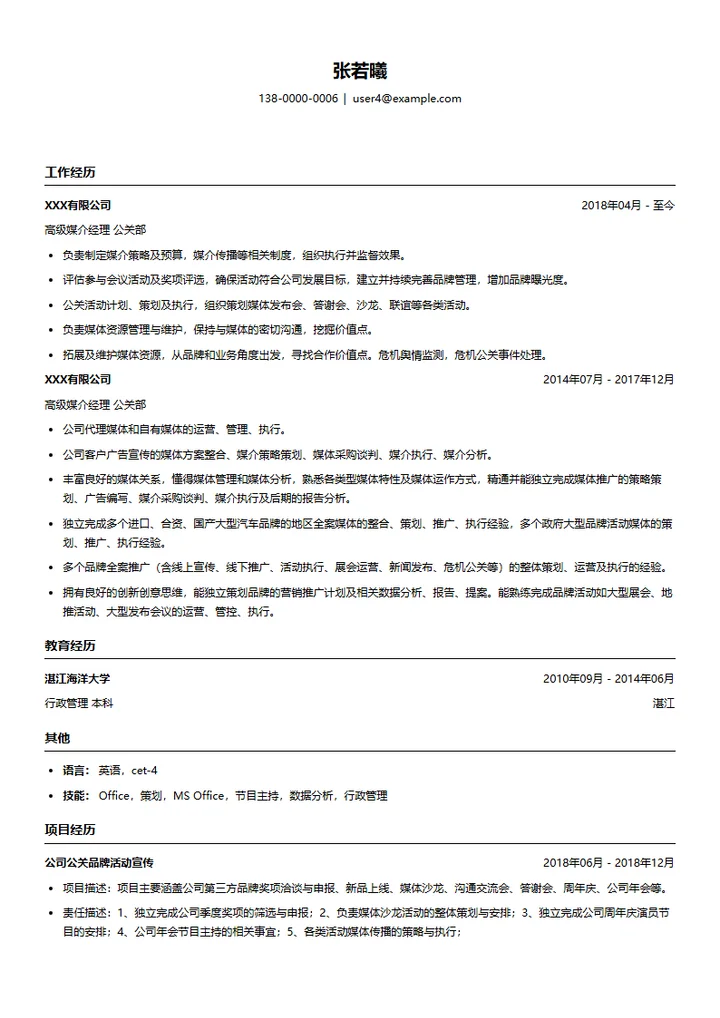 张若曦
138-0000-0006 | user4@example.com
工作经历
XXX有限公司 2018年04月 - 至今
高级媒介经理 公关部
• 负责制定媒介策略及预算，媒介传播等相关制度，组织执行并监督效果。
• 评估参与会议活动及奖项评选，确保活动符合公司发展目标，建立并持续完善品牌管理，增加品牌曝光度。
• 公关活动计划、策划及执行，组织策划媒体发布会、答谢会、沙龙、联谊等各类活动。
• 负责媒体资源管理与维护，保持与媒体的密切沟通，挖掘价值点。
• 拓展及维护媒体资源，从品牌和业务角度出发，寻找合作价值点。危机舆情监测，危机公关事件处理。
XXX有限公司 2014年07月 - 2017年12月
高级媒介经理 公关部
• 公司代理媒体和自有媒体的运营、管理、执行。
• 公司客户广告宣传的媒体方案整合、媒介策略策划、媒体采购谈判、媒介执行、媒介分析。
• 丰富良好的媒体关系，懂得媒体管理和媒体分析，熟悉各类型媒体特性及媒体运作方式，精通并能独立完成媒体推广的策略策
划、广告编写、媒介采购谈判、媒介执行及后期的报告分析。
• 独立完成多个进口、合资、国产大型汽车品牌的地区全案媒体的整合、策划、推广、执行经验，多个政府大型品牌活动媒体的策
划、推广、执行经验。
• 多个品牌全案推广（含线上宣传、线下推广、活动执行、展会运营、新闻发布、危机公关等）的整体策划、运营及执行的经验。
• 拥有良好的创新创意思维，能独立策划品牌的营销推广计划及相关数据分析、报告、提案。能熟练完成品牌活动如大型展会、地
推活动、大型发布会议的运营、管控、执行。
教育经历
湛江海洋大学 2010年09月 - 2014年06月
行政管理 本科 湛江
其他
• 语言： 英语，cet-4
• 技能： Office，策划，MS Office，节目主持，数据分析，行政管理
项目经历
公司公关品牌活动宣传 2018年06月 - 2018年12月
• 项目描述：项目主要涵盖公司第三方品牌奖项洽谈与申报、新品上线、媒体沙龙、沟通交流会、答谢会、周年庆、公司年会等。
• 责任描述：1、独立完成公司季度奖项的筛选与申报；2、负责媒体沙龙活动的整体策划与安排；3、独立完成公司周年庆演员节
目的安排；4、公司年会节目主持的相关事宜；5、各类活动媒体传播的策略与执行；